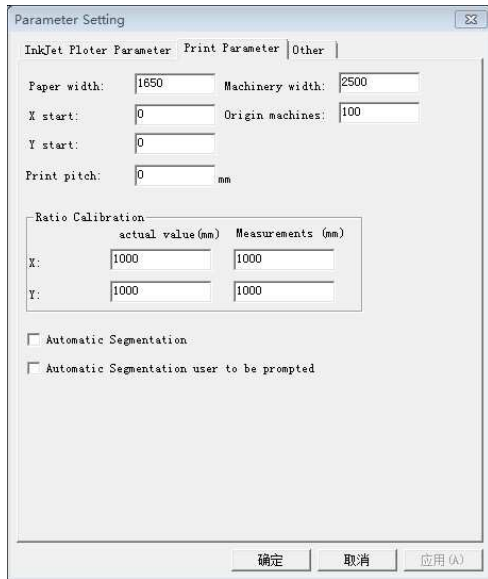 Parameter Setting
InkJet Ploter Parameter Print Parameter Other
Paper width: 1650 Machinery width: 2500
X start: 0 Origin machines: 100
Y start: 0
Print pitch: 0 mm
Ratio Calibration
actual value(mm) Measurements (mm)
X: 1000 1000
Y: 1000 1000
Automatic Segmentation
Automatic Segmentation user to be prompted
确定 取消 应用(A)